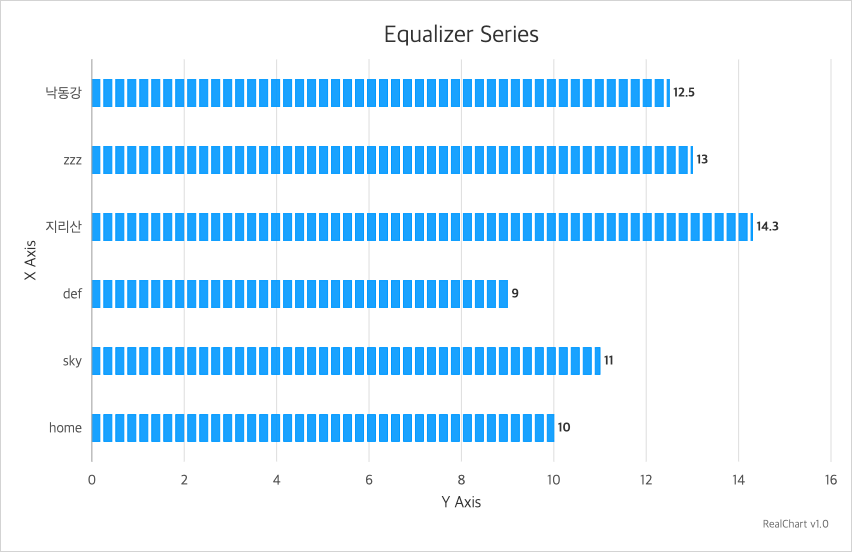 Equalizer Series
낙동강 12.5
zzz 13
지리산 14.3
def 9
sky 11
home 10
X Axis
0 2 4 6 8 10 12 14 16
Y Axis
RealChart v1.0